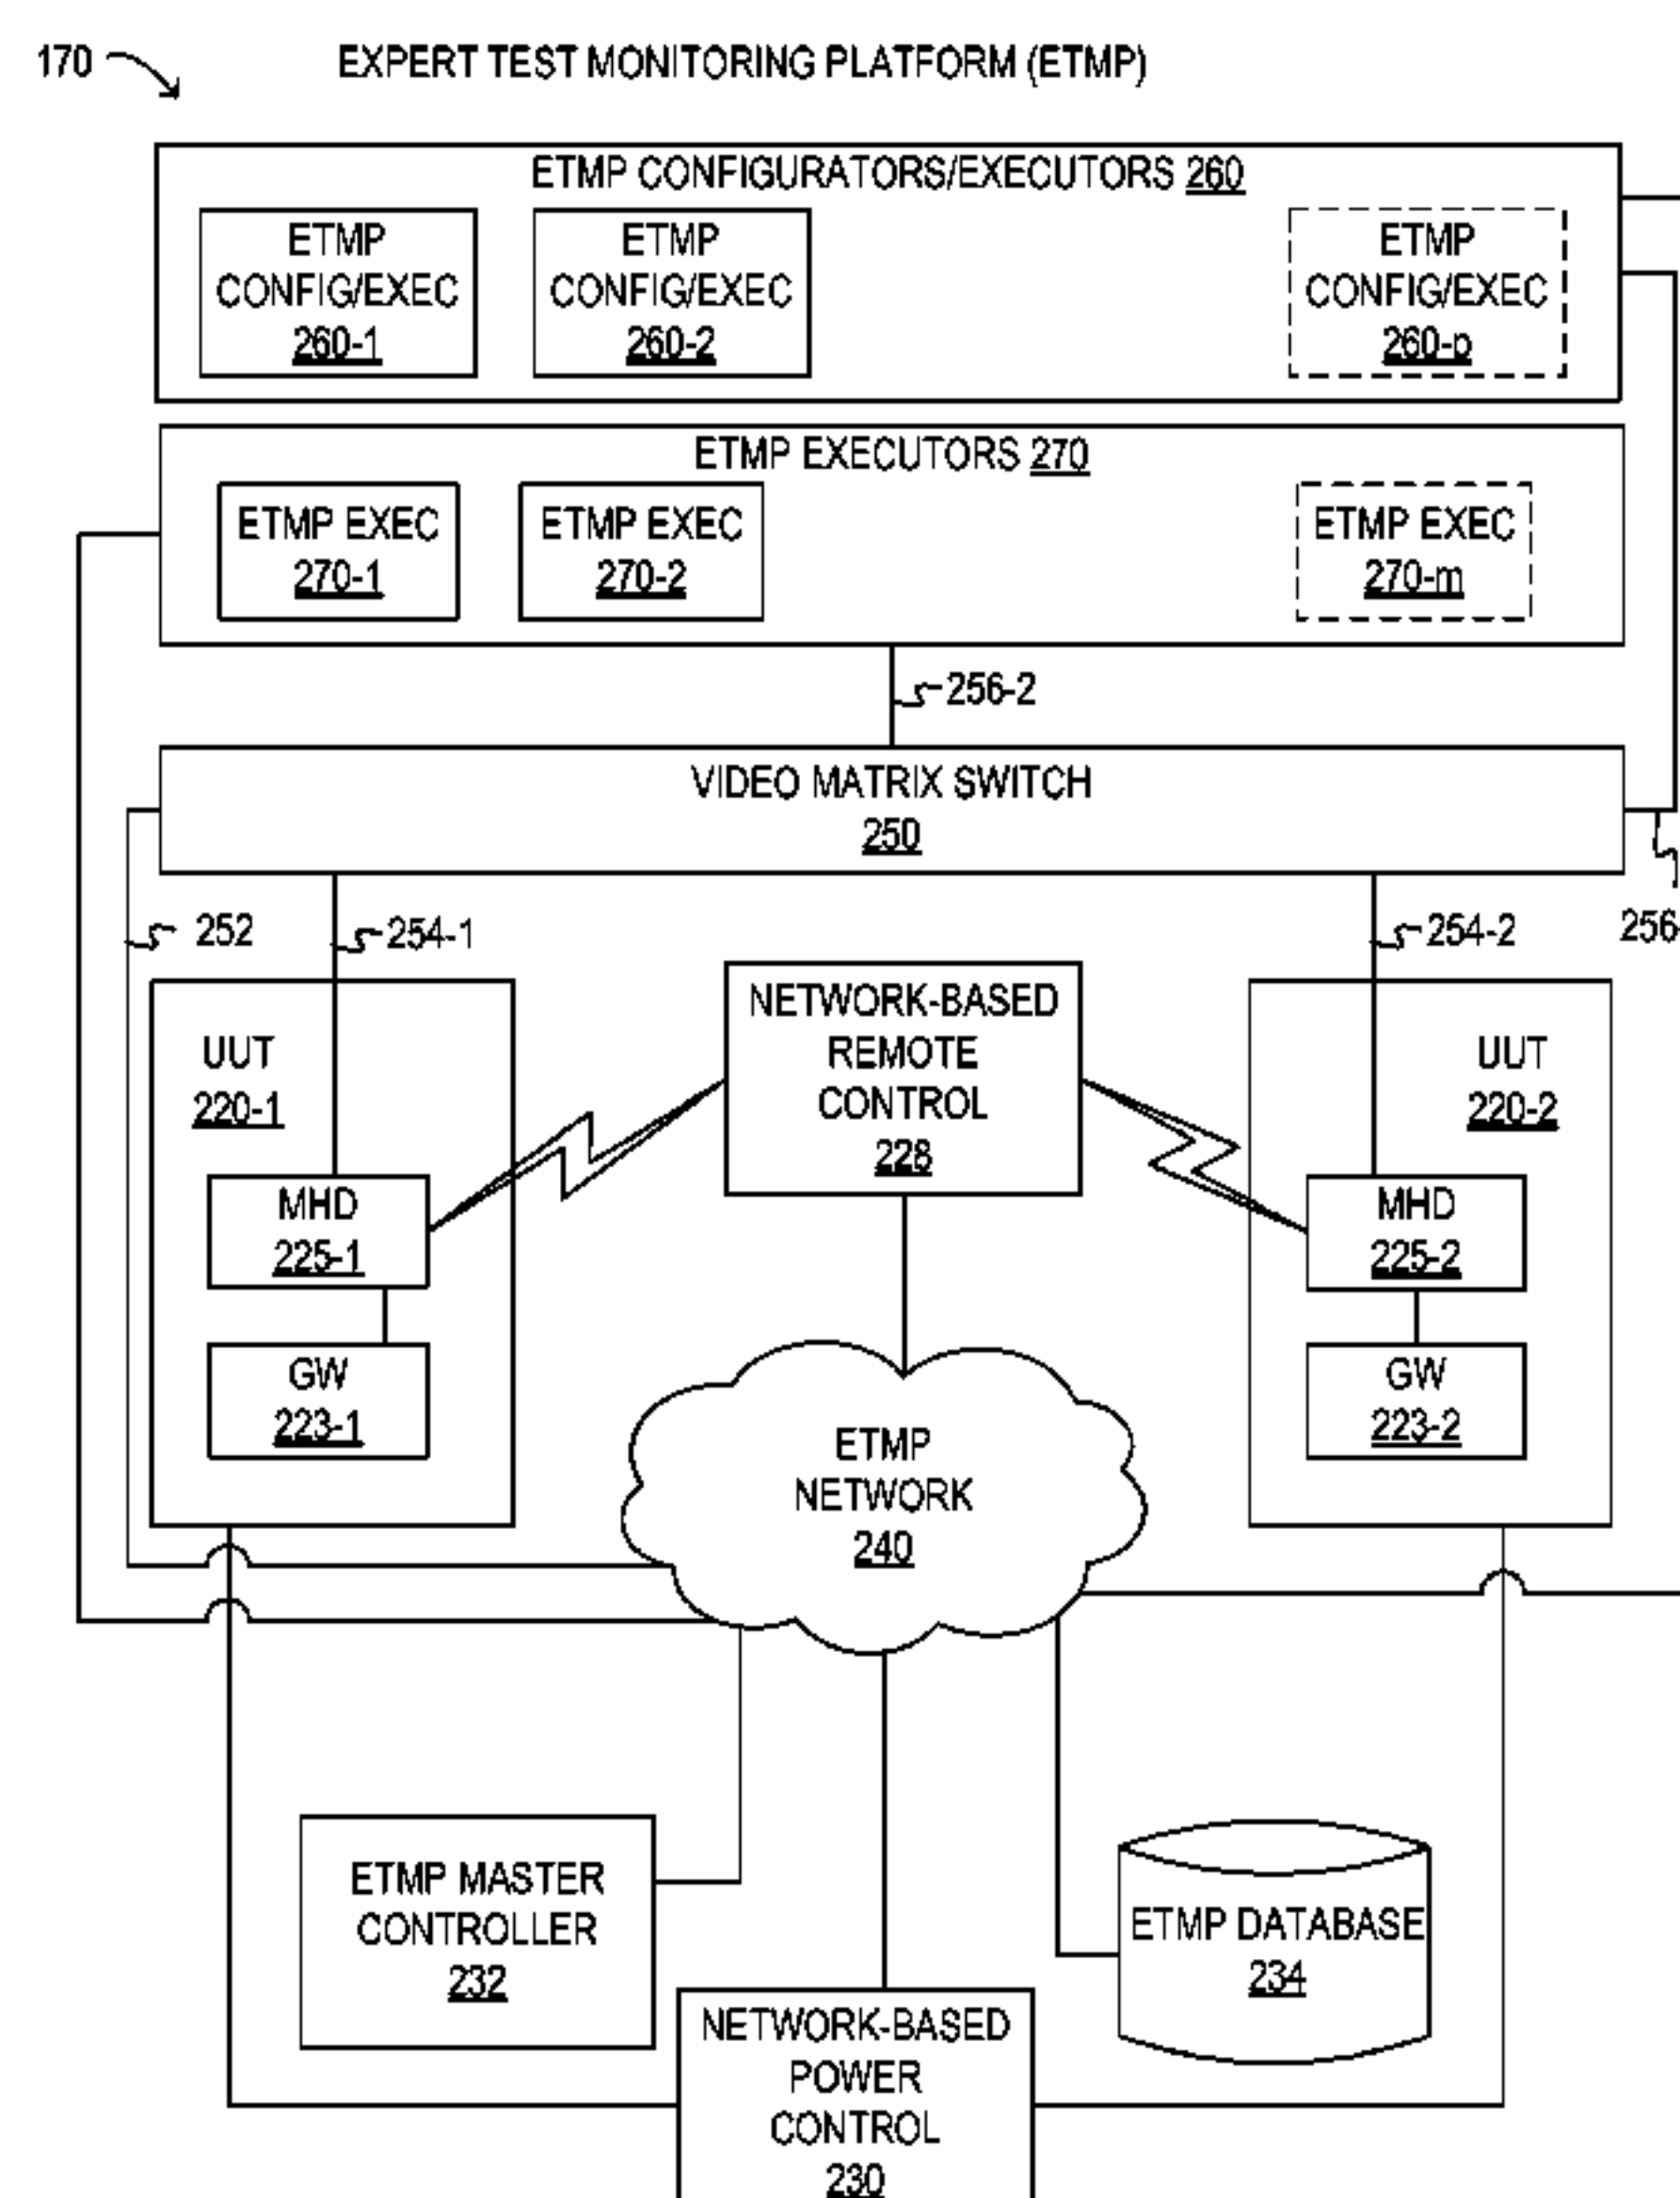 170
EXPERT TEST MONITORING PLATFORM (ETMP)
ETMP CONFIGURATORS/EXECUTORS 260
ETMP
CONFIG/EXEC
260-1
ETMP
CONFIG/EXEC
260-2
ETMP
CONFIG/EXEC
260-p
ETMP EXECUTORS 270
ETMP EXEC
270-1
ETMP EXEC
270-2
ETMP EXEC
270-m
256-2
VIDEO MATRIX SWITCH
250
252
254-1
254-2
256-
UUT
220-1
NETWORK-BASED
REMOTE
CONTROL
228
UUT
220-2
MHD
225-1
MHD
225-2
GW
223-1
GW
223-2
ETMP
NETWORK
240
ETMP MASTER
CONTROLLER
232
ETMP DATABASE
234
NETWORK-BASED
POWER
CONTROL
230